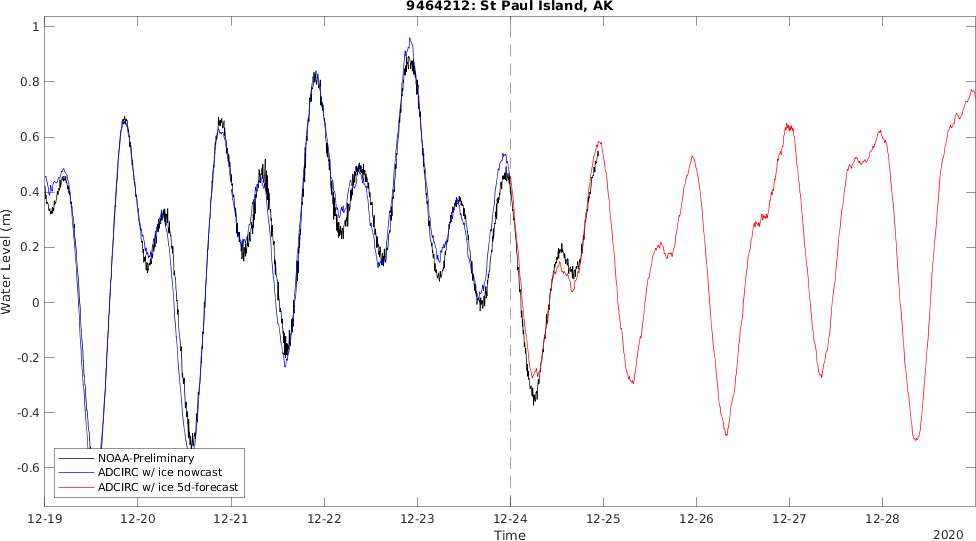 9464212: St Paul Island, AK
1
0.8
0.6
0.4
0.2
0
-0.2
-0.4
-0.6
Water Level (m)
NOAA-Preliminary
ADCIRC w/ ice nowcast
ADCIRC w/ ice 5d-forecast
12-19 12-20 12-21 12-22 12-23 12-24 12-25 12-26 12-27 12-28
Time
2020